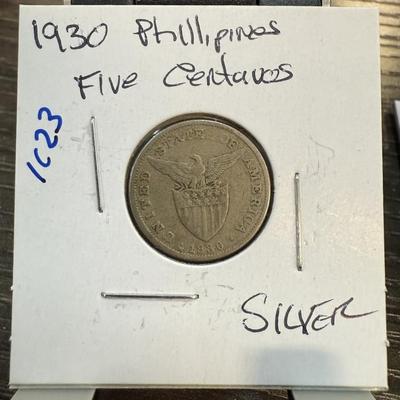 1930 Phillipines
Five Centavos
1C23
UNITED STATES OF AMERICA
1930
SILVER